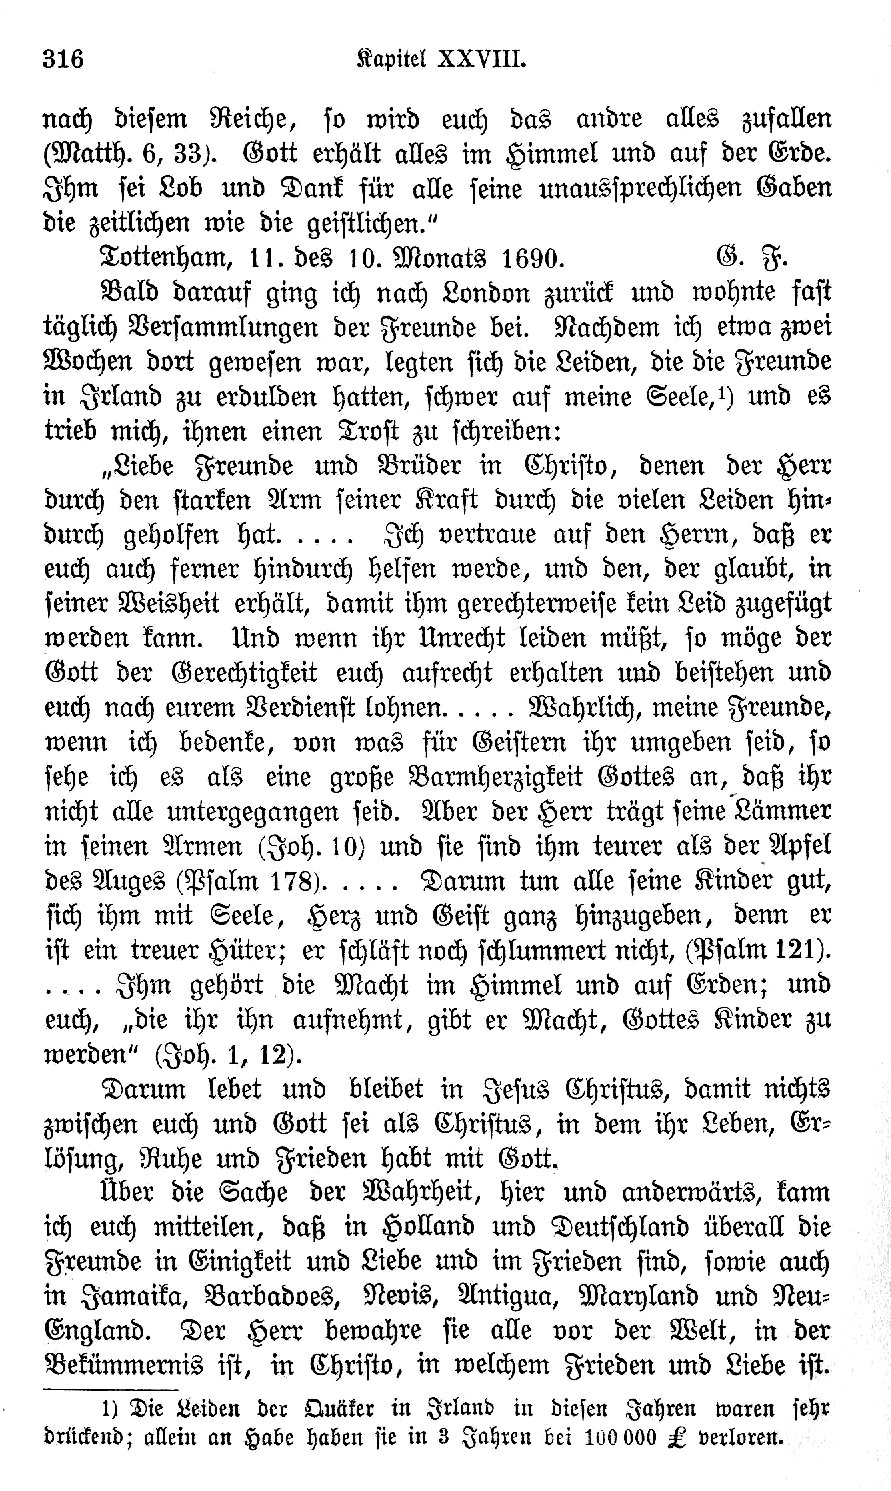 316 Kapitel XXVIII.
nach diesem Reiche, so wird euch das andre alles zufallen
(Matth. 6, 33). Gott erhält alles im Himmel und auf der Erde.
Ihm sei Lob und Dank für alle seine unaussprechlichen Gaben
die zeitlichen wie die geistlichen."
Tottenham, 11. des 10. Monats 1690. G. F.
Bald darauf ging ich nach London zurück und wohnte fast
täglich Versammlungen der Freunde bei. Nachdem ich etwa zwei
Wochen dort gewesen war, legten sich die Leiden, die die Freunde
in Irland zu erdulden hatten, schwer auf meine Seele,¹) und es
trieb mich, ihnen einen Trost zu schreiben:
„Liebe Freunde und Brüder in Christo, denen der Herr
durch den starken Arm seiner Kraft durch die vielen Leiden hin-
durch geholfen hat. .... Ich vertraue auf den Herrn, daß er
euch auch ferner hindurch helfen werde, und den, der glaubt, in
seiner Weisheit erhält, damit ihm gerechterweise kein Leid zugefügt
werden kann. Und wenn ihr Unrecht leiden müßt, so möge der
Gott der Gerechtigkeit euch aufrecht erhalten und beistehen und
euch nach eurem Verdienst lohnen. .... Wahrlich, meine Freunde,
wenn ich bedenke, von was für Geistern ihr umgeben seid, so
sehe ich es als eine große Barmherzigkeit Gottes an, daß ihr
nicht alle untergegangen seid. Aber der Herr trägt seine Lämmer
in seinen Armen (Joh. 10) und sie sind ihm teurer als der Apfel
des Auges (Psalm 178). .... Darum tun alle seine Kinder gut,
sich ihm mit Seele, Herz und Geist ganz hinzugeben, denn er
ist ein treuer Hüter; er schläft noch schlummert nicht, (Psalm 121).
.... Ihm gehört die Macht im Himmel und auf Erden; und
euch, „die ihr ihn aufnehmt, gibt er Macht, Gottes Kinder zu
werden" (Joh. 1, 12).
Darum lebet und bleibet in Jesus Christus, damit nichts
zwischen euch und Gott sei als Christus, in dem ihr Leben, Er-
lösung, Ruhe und Frieden habt mit Gott.
Über die Sache der Wahrheit, hier und anderwärts, kann
ich euch mitteilen, daß in Holland und Deutschland überall die
Freunde in Einigkeit und Liebe und im Frieden sind, sowie auch
in Jamaika, Barbadoes, Nevis, Antigua, Maryland und Neu-
England. Der Herr bewahre sie alle vor der Welt, in der
Bekümmernis ist, in Christo, in welchem Frieden und Liebe ist.
1) Die Leiden der Quäker in Irland in diesen Jahren waren sehr
drückend; allein an Habe haben sie in 3 Jahren bei 100 000 £ verloren.